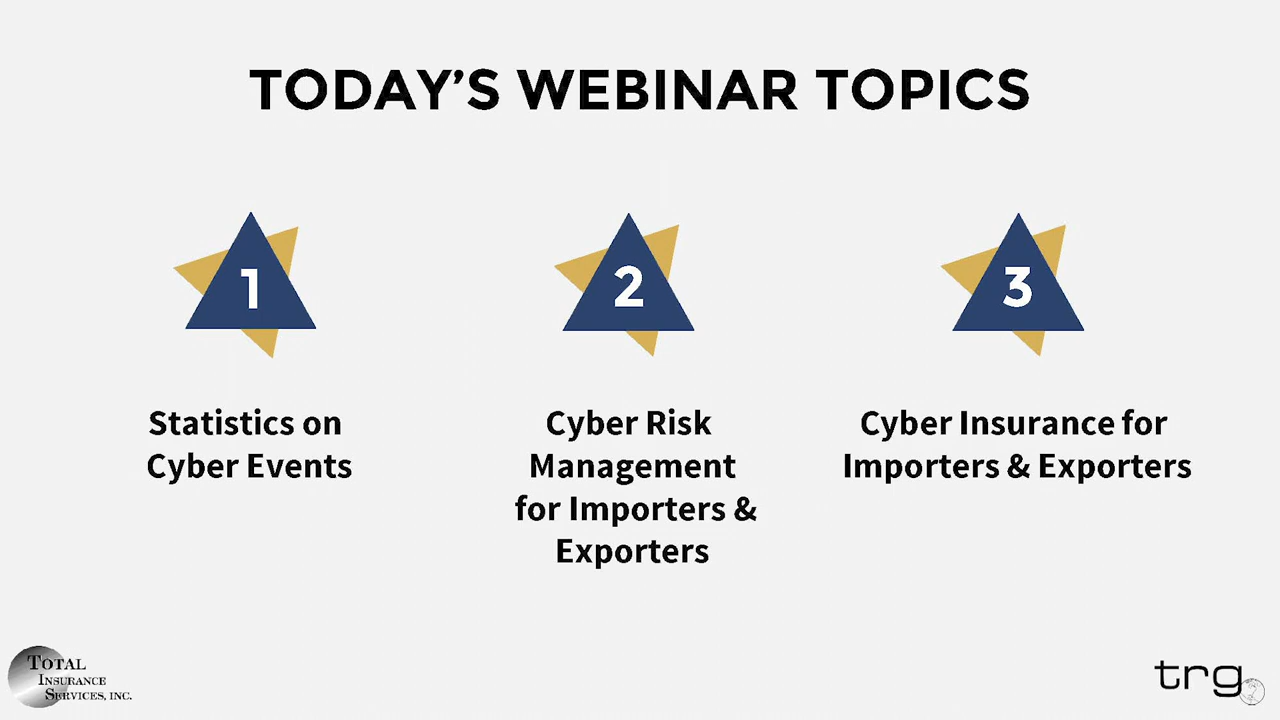 TODAY'S WEBINAR TOPICS
1
2
3
Statistics on
Cyber Events
Cyber Risk
Management
for Importers &
Exporters
Cyber Insurance for
Importers & Exporters
TOTAL
INSURANCE
SERVICES, INC.
trg